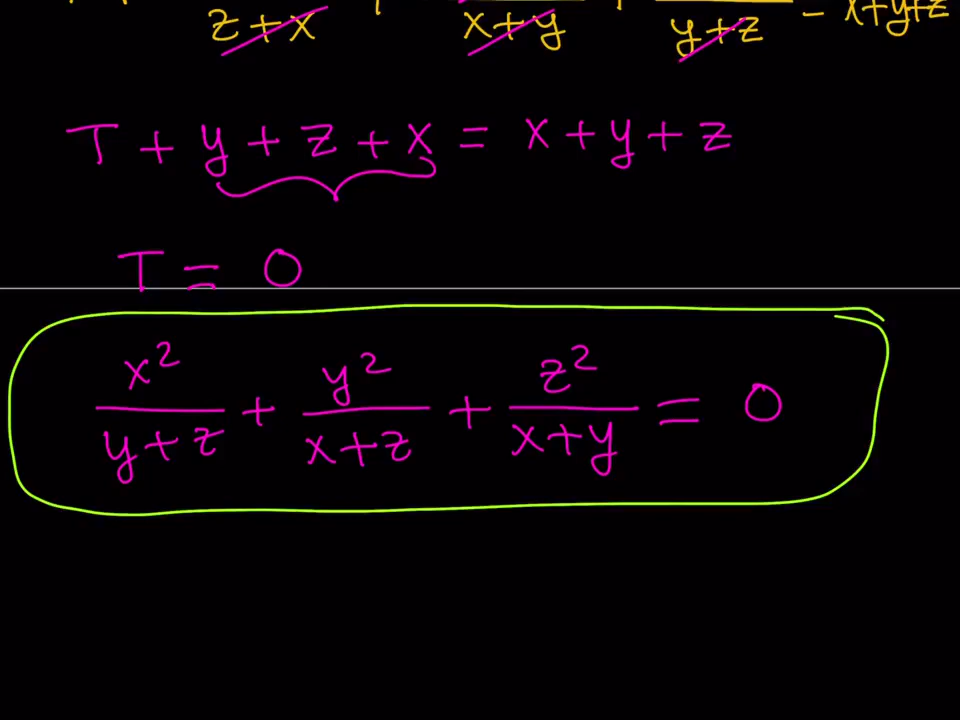 z+x x+y y+z = x+y+z
T + y + z + x = x + y + z
T = 0
x²/(y+z) + y²/(x+z) + z²/(x+y) = 0